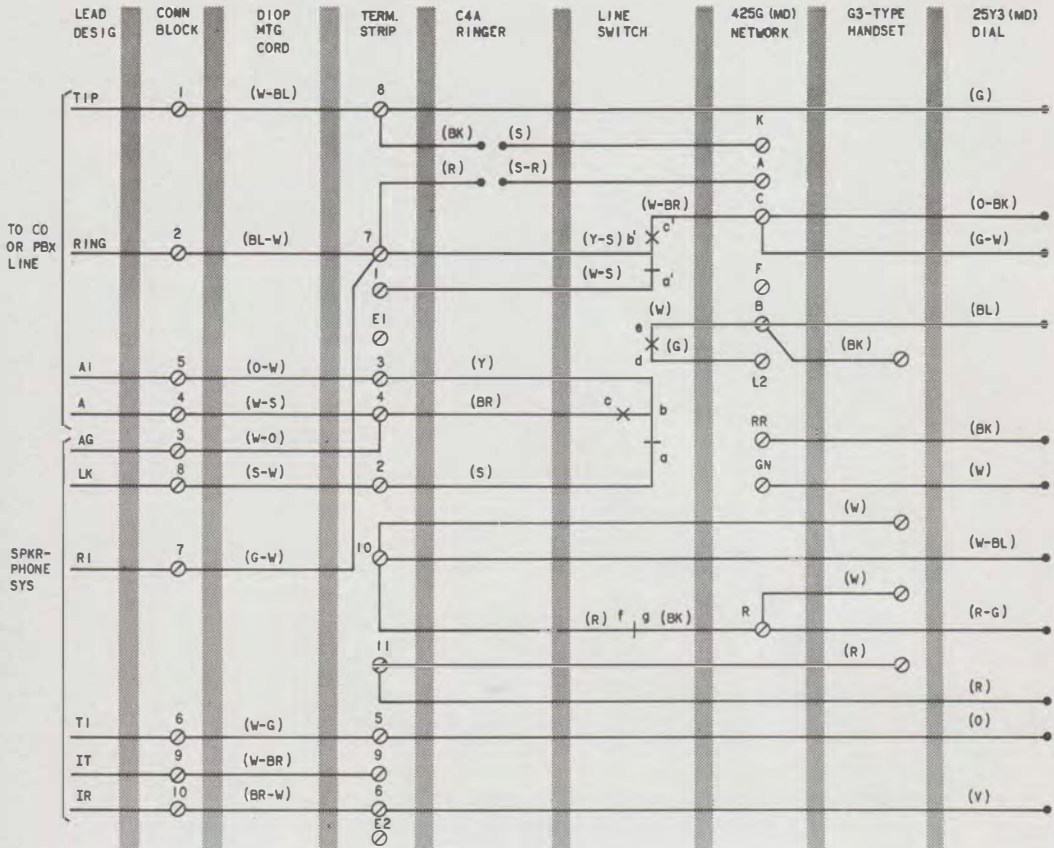 LEAD DESIG
CONN BLOCK
DIOP MTG CORD
TERM. STRIP
C4A RINGER
LINE SWITCH
425G (MD) NETWORK
G3-TYPE HANDSET
25Y3 (MD) DIAL
TIP 1 (W-BL) 8 (G)
(BK) (S) K
(R) (S-R) A
(W-BR) C (O-BK)
TO CO OR PBX LINE
RING 2 (BL-W) 7 (Y-S) b' c' (G-W)
1 (W-S) a' F
E1 (W) e B (BL)
d (G) L2 (BK)
A1 5 (O-W) 3 (Y)
A 4 (W-S) 4 (BR) c b
AG 3 (W-O) RR (BK)
a
LK 8 (S-W) 2 (S) GN (W)
(W)
SPKR-PHONE SYS
R1 7 (G-W) 10 (W-BL)
(W)
(R) f g (BK) R (R-G)
11 (R)
(R)
T1 6 (W-G) 5 (O)
IT 9 (W-BR) 9
IR 10 (BR-W) 6 (V)
E2